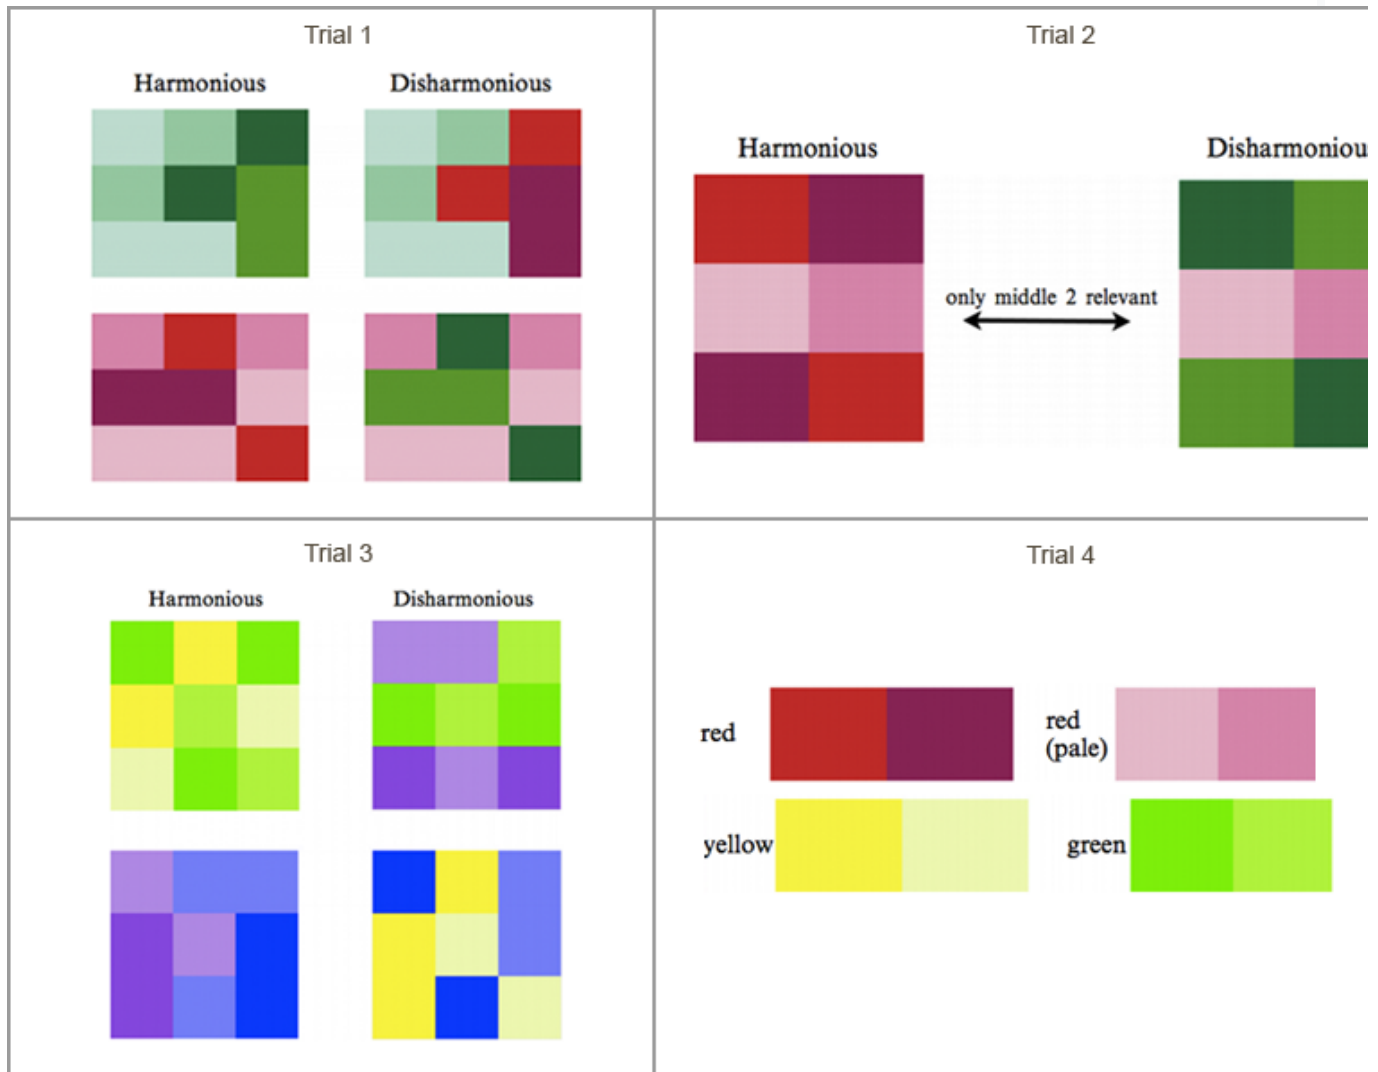 Trial 1
Harmonious Disharmonious
Trial 2
Harmonious Disharmoniou
only middle 2 relevant
Trial 3
Harmonious Disharmonious
Trial 4
red
red
(pale)
yellow
green